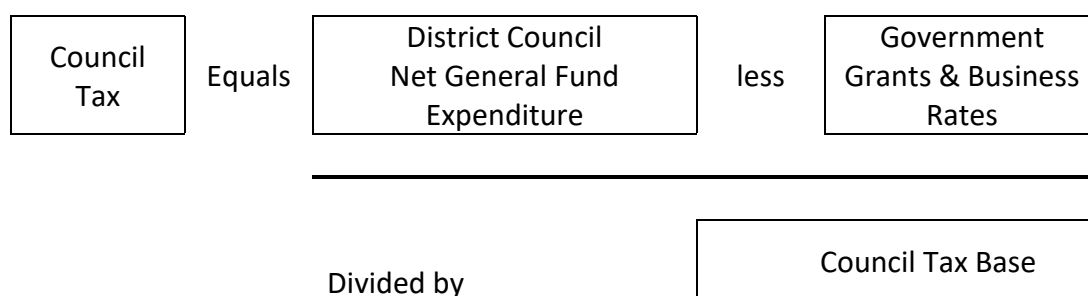 Council
Tax
Equals
District Council
Net General Fund
Expenditure
less
Government
Grants & Business
Rates
Divided by
Council Tax Base